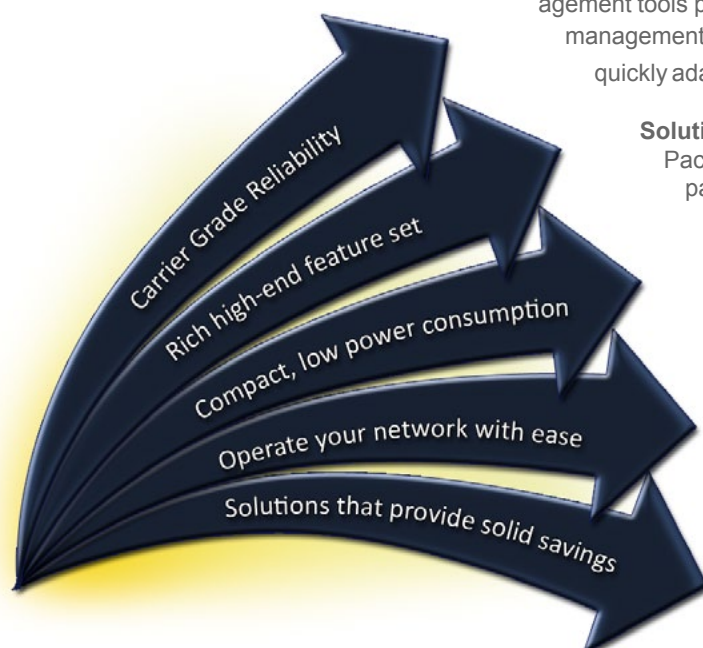 agement tools p
management
quickly ada
Soluti
Pac
pa
Carrier Grade Reliability
Rich high-end feature set
Compact, low power consumption
Operate your network with ease
Solutions that provide solid savings